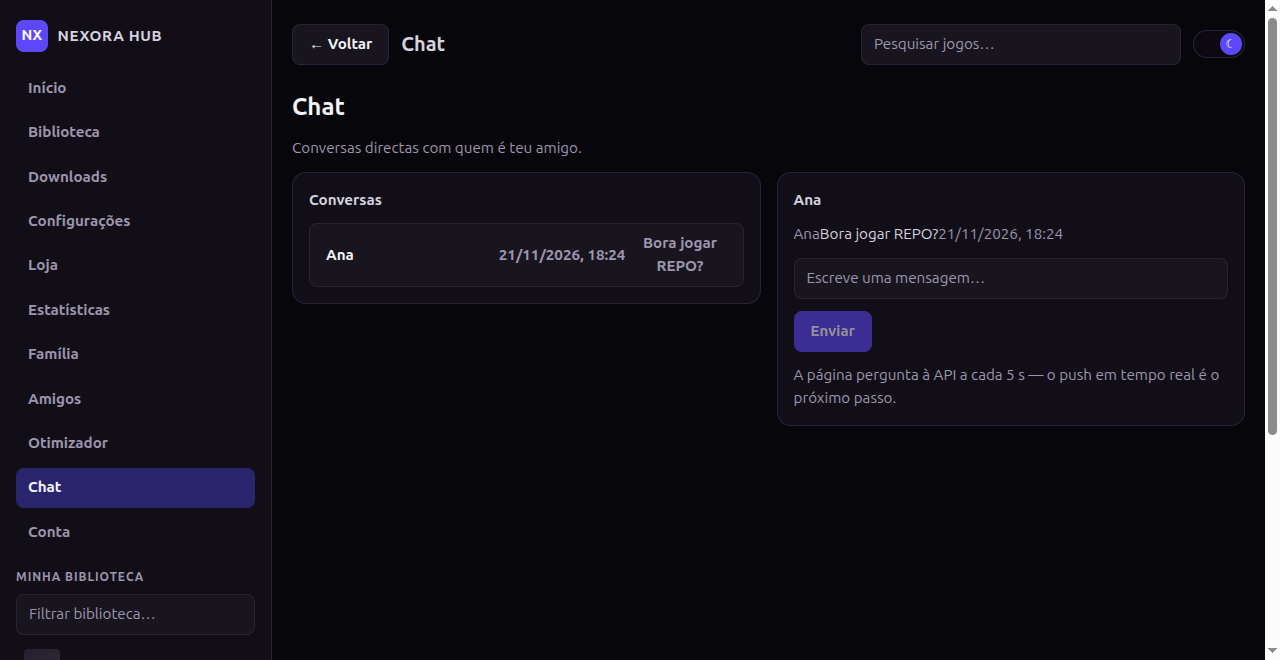 NX NEXORA HUB
Início
Biblioteca
Downloads
Configurações
Loja
Estatísticas
Família
Amigos
Otimizador
Chat
Conta
MINHA BIBLIOTECA
Filtrar biblioteca…
← Voltar
Chat
Pesquisar jogos…
Chat
Conversas directas com quem é teu amigo.
Conversas
Ana
21/11/2026, 18:24
Bora jogar
REPO?
Ana
AnaBora jogar REPO?21/11/2026, 18:24
Escreve uma mensagem…
Enviar
A página pergunta à API a cada 5 s — o push em tempo real é o
próximo passo.